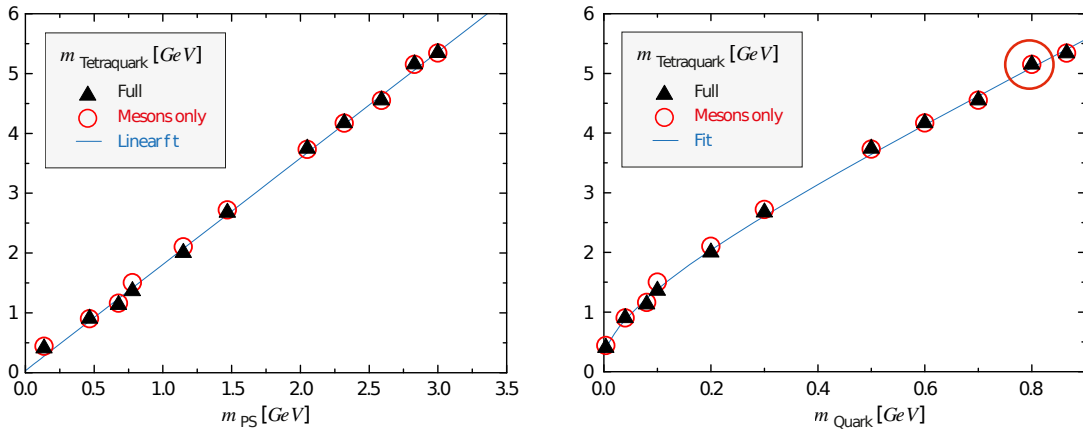 6
5
4
3
2
1
0
m Tetraquark [GeV]
Full
Mesons only
Linear f t
0.0 0.5 1.0 1.5 2.0 2.5 3.0 3.5
m PS [GeV]
6
5
4
3
2
1
0
m Tetraquark [GeV]
Full
Mesons only
Fit
0.0 0.2 0.4 0.6 0.8
m Quark [GeV]